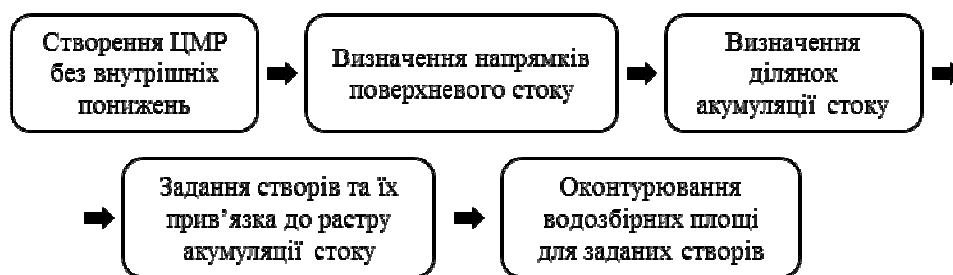 Створення ЦМР
без внутрішніх
понижень
Визначення напрямків
поверхневого стоку
Визначення
ділянок
акумуляції стоку
Задання створів та їх
прив’язка до растру
акумуляції стоку
Оконтурювання
водозбірних площі
для заданих створів